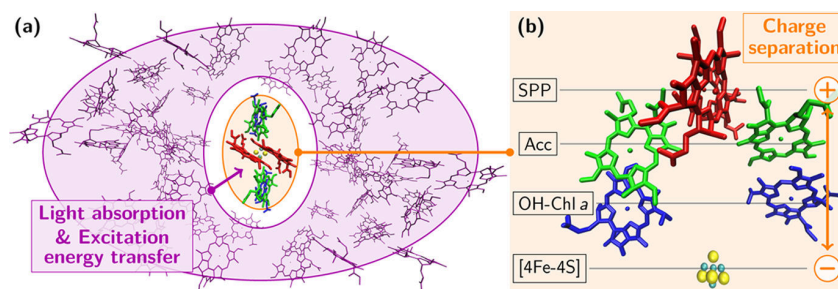 (a)
Light absorption
& Excitation
energy transfer
(b)
Charge
separation
SPP
+
Acc
OH-Chl a
[4Fe-4S]
−